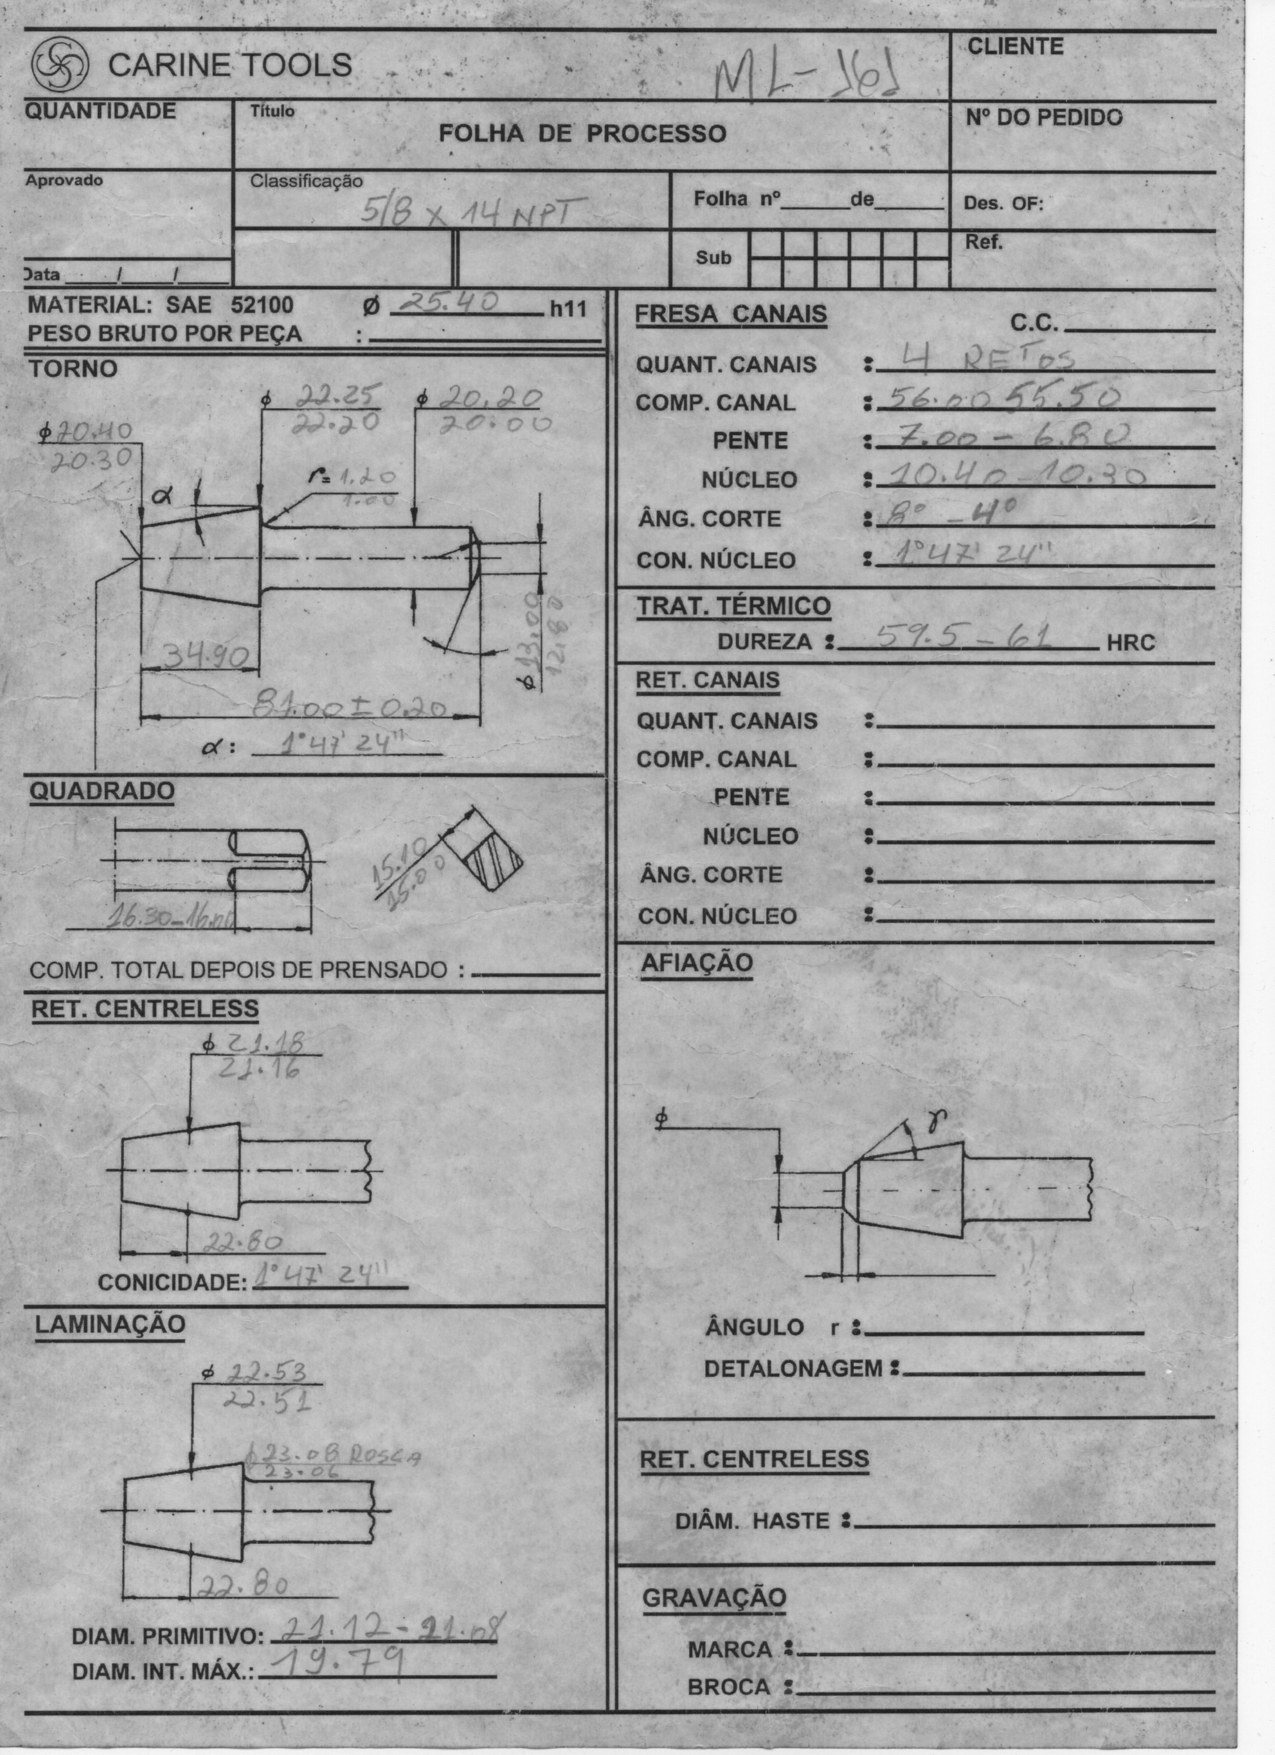 CARINE TOOLS
ML-161
CLIENTE
QUANTIDADE
Título
FOLHA DE PROCESSO
Nº DO PEDIDO
Aprovado
Classificação
5/8 x 14 NPT
Folha nº______de______
Des. OF:
Sub
Ref.
Data ____/____/____
MATERIAL: SAE 52100 Ø 25.40 h11
PESO BRUTO POR PEÇA :
TORNO
ϕ 22.25
22.20
ϕ 20.20
20.00
ϕ 20.40
20.30
α
r= 1.20
1.00
ϕ 13.00
12.80
34.90
81.00 ± 0.20
α: 1°47' 24"
QUADRADO
15.10
15.00
16.30-16.00
COMP. TOTAL DEPOIS DE PRENSADO :
RET. CENTRELESS
ϕ 21.18
21.16
22.80
CONICIDADE: 1°47' 24"
LAMINAÇÃO
ϕ 22.53
22.51
ϕ 23.08 ROSCA
23.06
22.80
DIAM. PRIMITIVO: 21.12 - 21.08
DIAM. INT. MÁX.: 19.79
FRESA CANAIS
C.C.
QUANT. CANAIS : 4 RETOS
COMP. CANAL : 56.00 55.50
PENTE : 7.00 - 6.80
NÚCLEO : 10.40 - 10.30
ÂNG. CORTE : 8° - 4°
CON. NÚCLEO : 1°47' 24"
TRAT. TÉRMICO
DUREZA : 59.5 - 61 HRC
RET. CANAIS
QUANT. CANAIS :
COMP. CANAL :
PENTE :
NÚCLEO :
ÂNG. CORTE :
CON. NÚCLEO :
AFIAÇÃO
ϕ
r
ÂNGULO r :
DETALONAGEM :
RET. CENTRELESS
DIÂM. HASTE :
GRAVAÇÃO
MARCA :
BROCA :